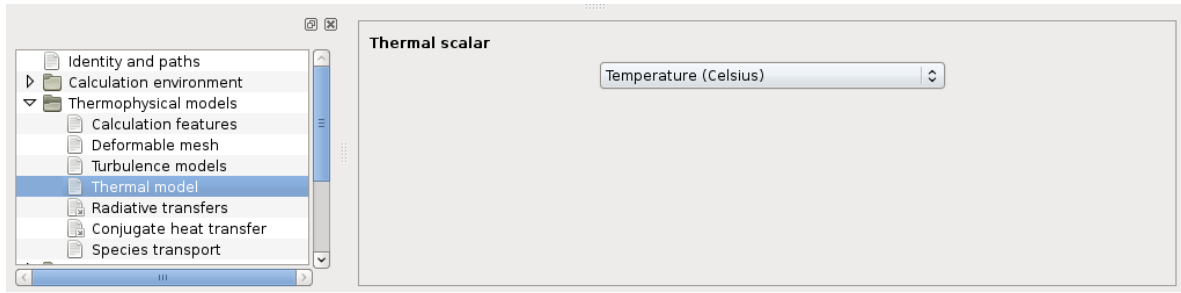 Identity and paths
Calculation environment
Thermophysical models
Calculation features
Deformable mesh
Turbulence models
Thermal model
Radiative transfers
Conjugate heat transfer
Species transport
Thermal scalar
Temperature (Celsius)